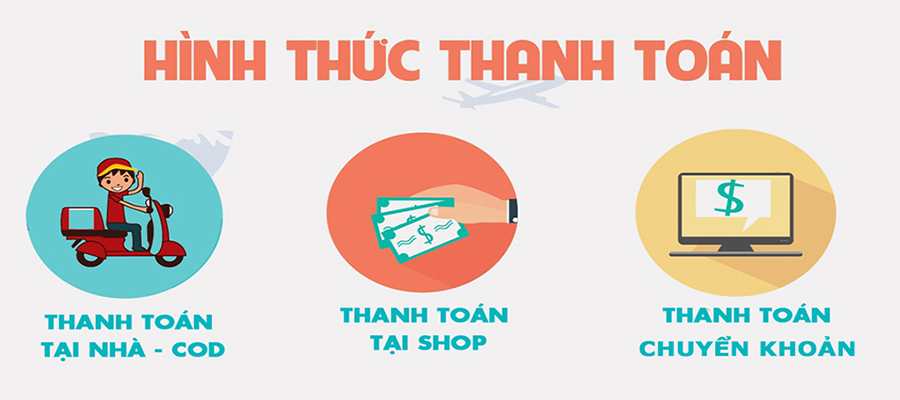 HÌNH THỨC THANH TOÁN
THANH TOÁN
TẠI NHÀ - COD
THANH TOÁN
TẠI SHOP
THANH TOÁN
CHUYỂN KHOẢN